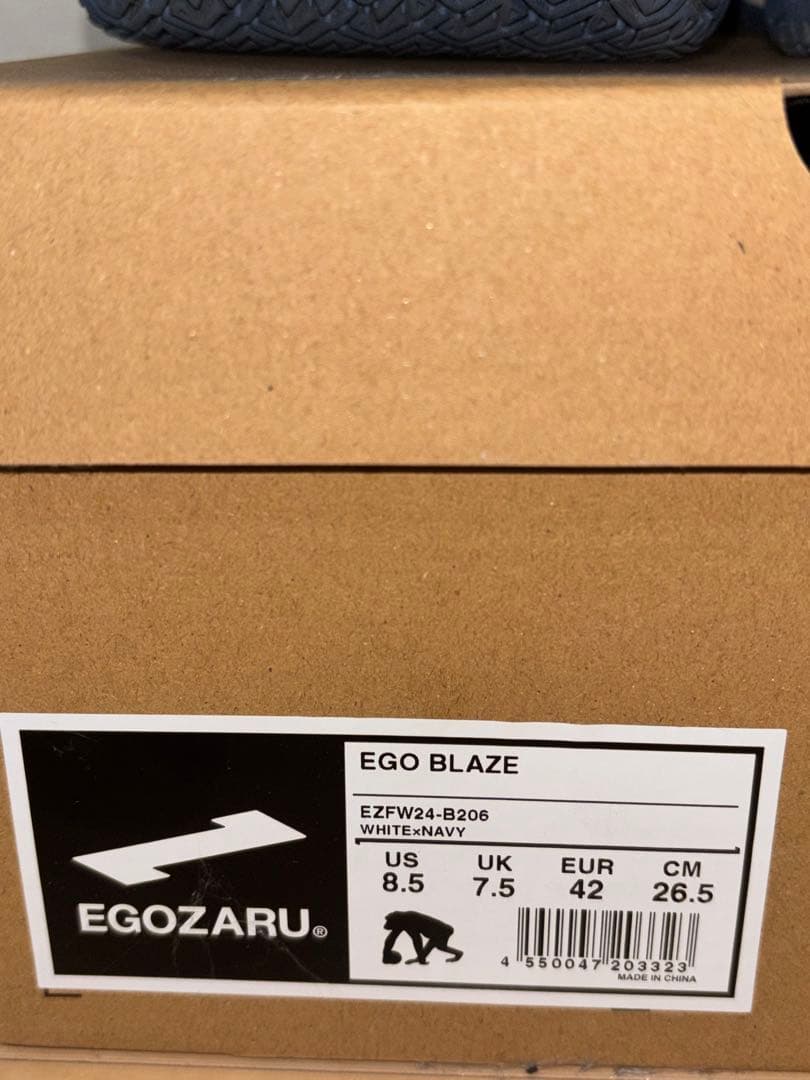 EGO BLAZE
EZFW24-B206
WHITE×NAVY
US UK EUR CM
8.5 7.5 42 26.5
EGOZARU®
4 550047 203323
MADE IN CHINA